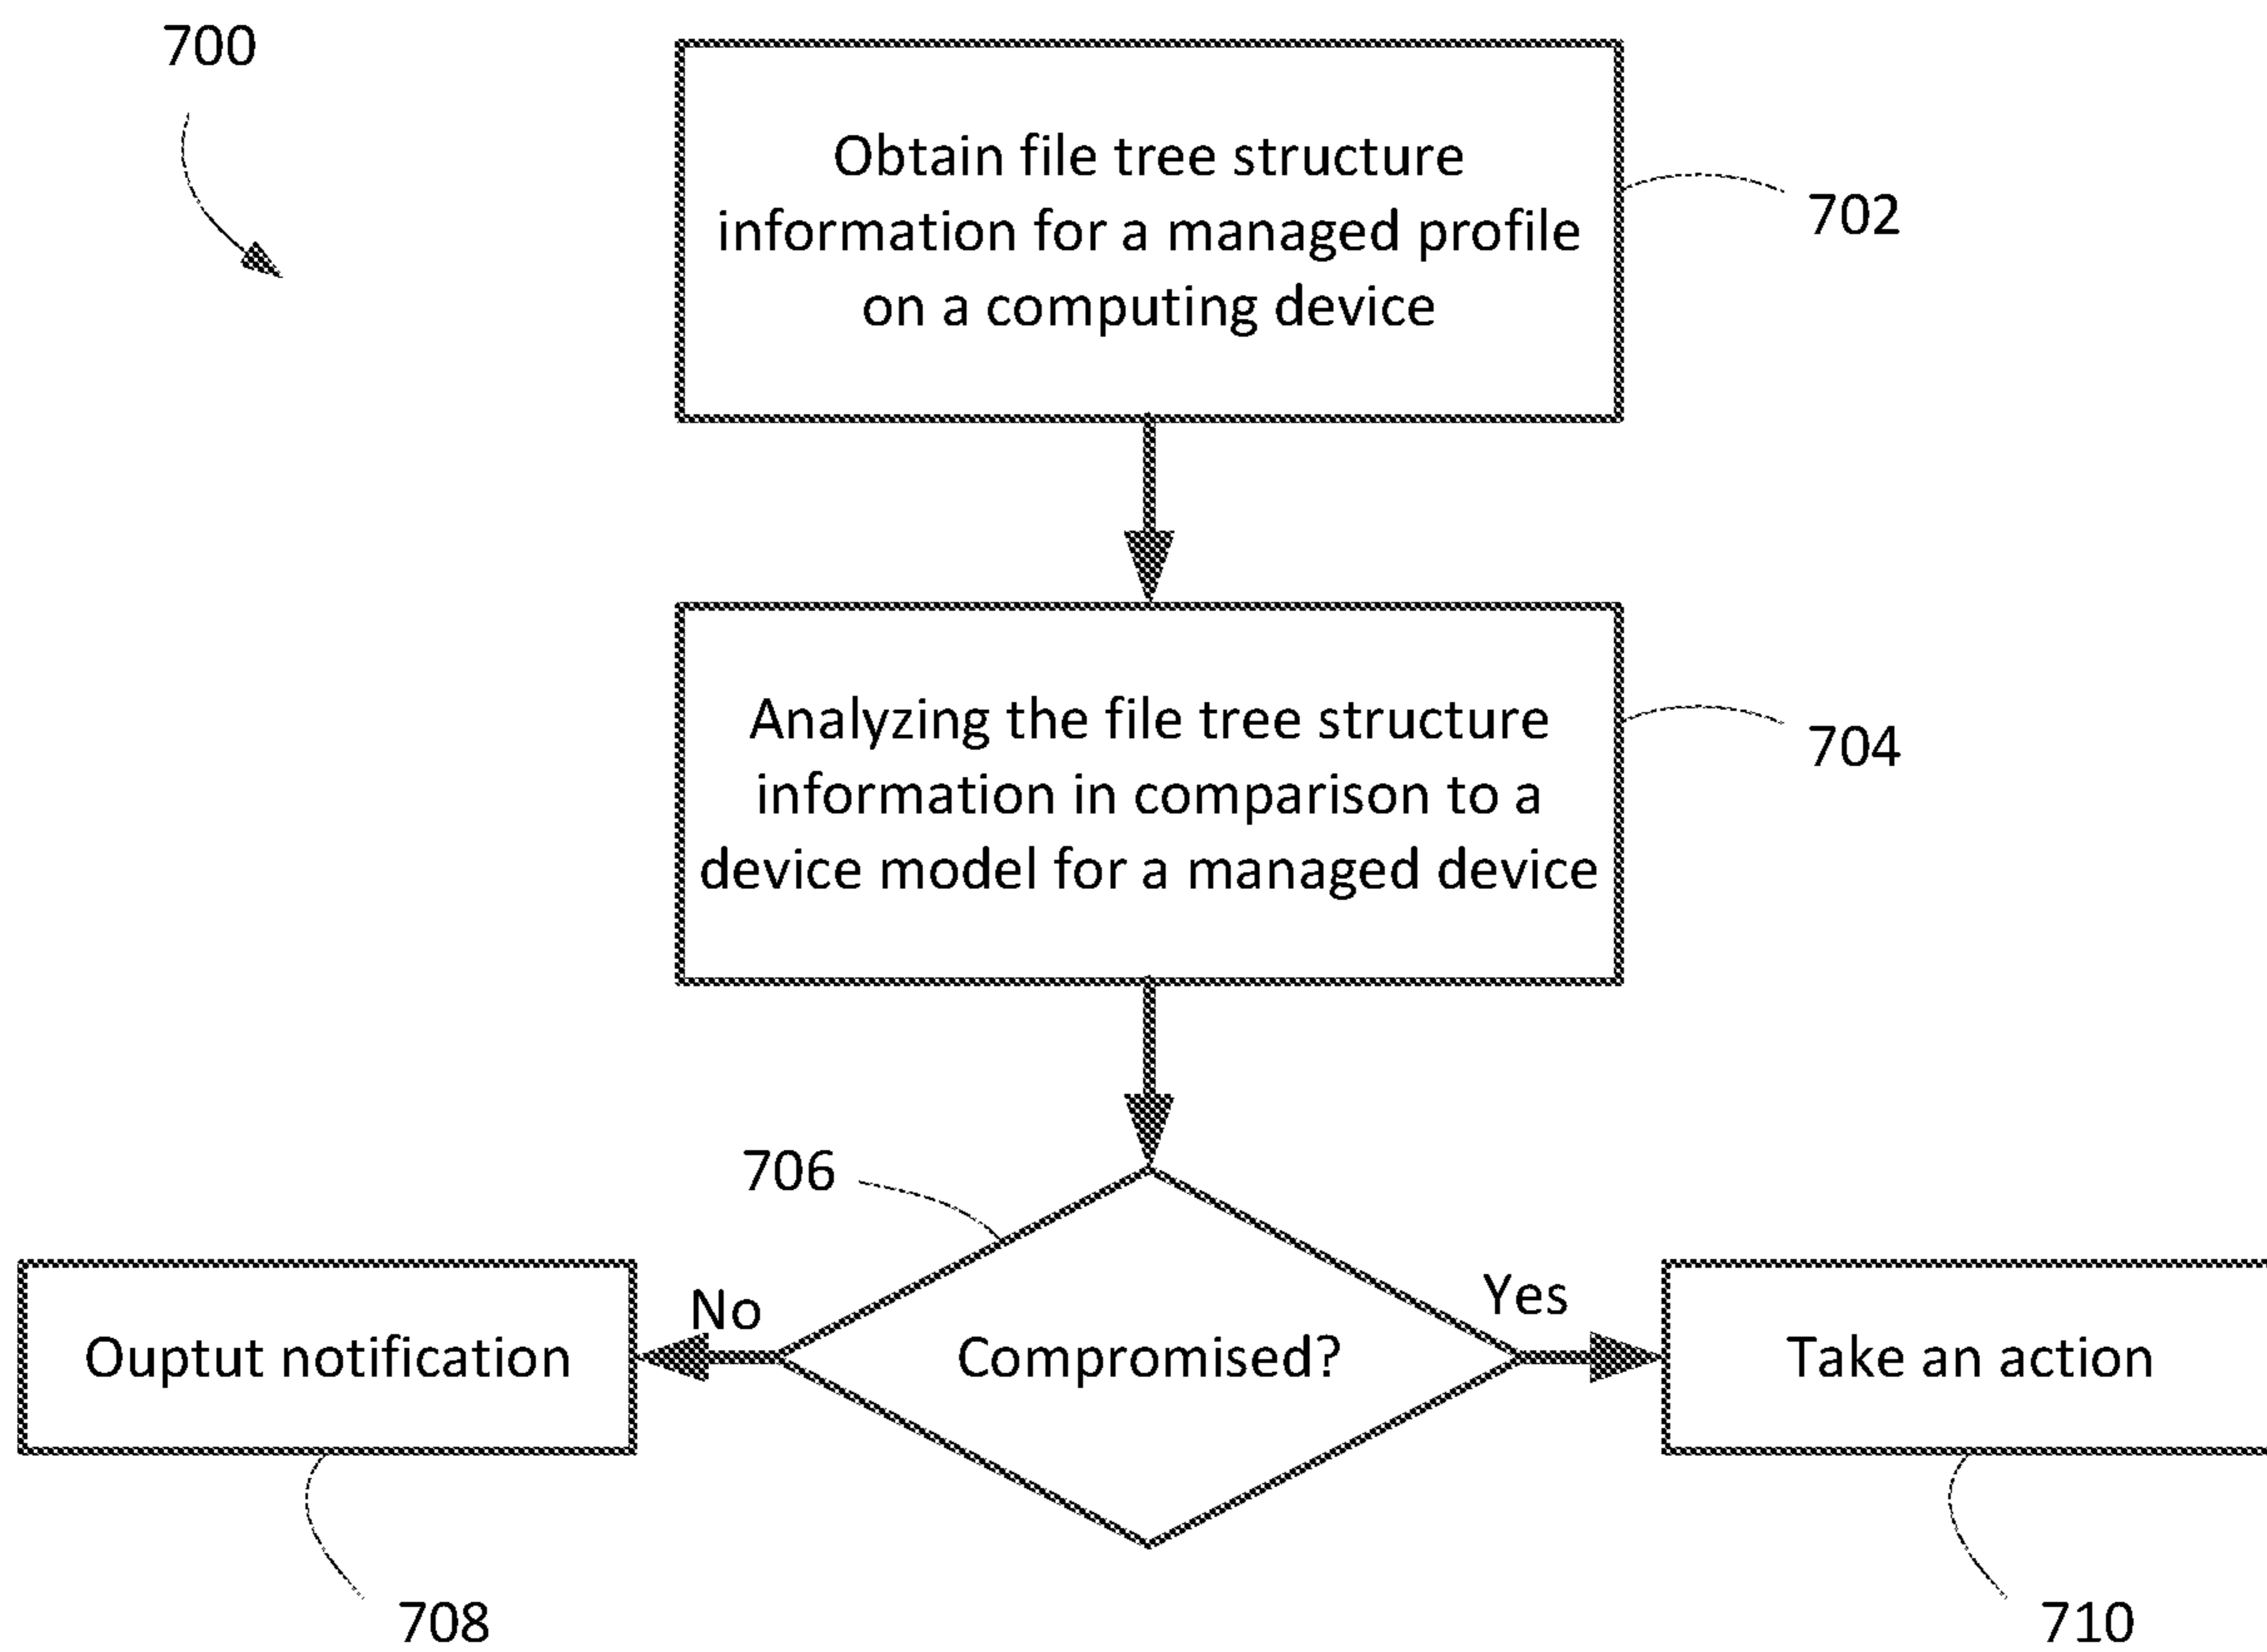 700
Obtain file tree structure
information for a managed profile
on a computing device
702
Analyzing the file tree structure
information in comparison to a
device model for a managed device
704
706
No
Yes
Ouptut notification
Compromised?
Take an action
708
710